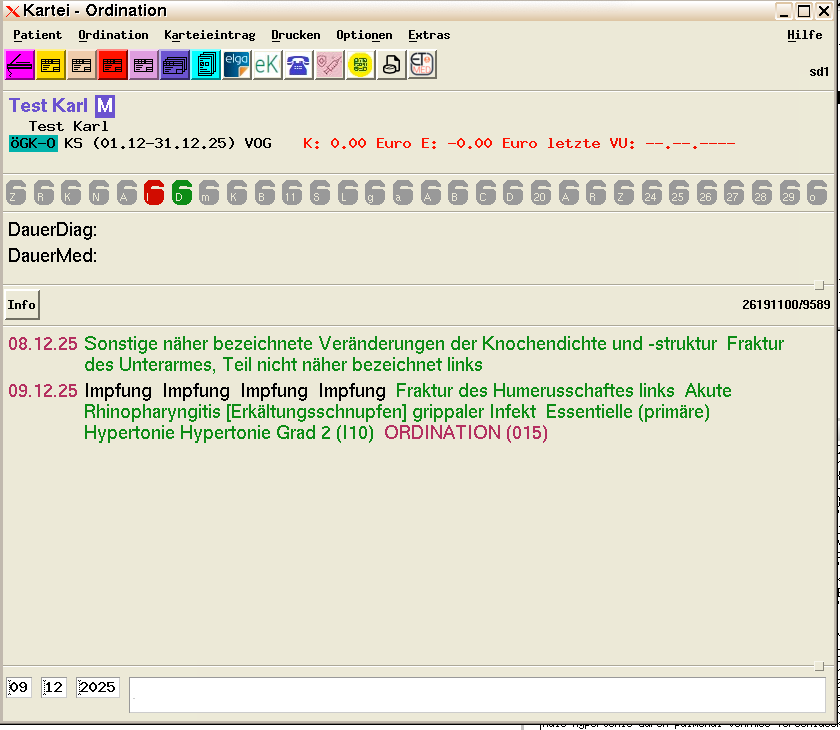 Kartei - Ordination
Patient Ordination Karteieintrag Drucken Optionen Extras Hilfe
elga eK ET MED
sd1
Test Karl M
Test Karl
öGK-O KS (01.12-31.12.25) VOG K: 0.00 Euro E: -0.00 Euro letzte VU: --.--.----
Z R K N A I D m K B 11 S L g a A B C D 20 A R Z 24 25 26 27 28 29 o
DauerDiag:
DauerMed:
Info 26191100/9589
08.12.25 Sonstige näher bezeichnete Veränderungen der Knochendichte und -struktur Fraktur
des Unterarmes, Teil nicht näher bezeichnet links
09.12.25 Impfung Impfung Impfung Impfung Fraktur des Humerusschaftes links Akute
Rhinopharyngitis [Erkältungsschnupfen] grippaler Infekt Essentielle (primäre)
Hypertonie Hypertonie Grad 2 (I10) ORDINATION (015)
09 12 2025